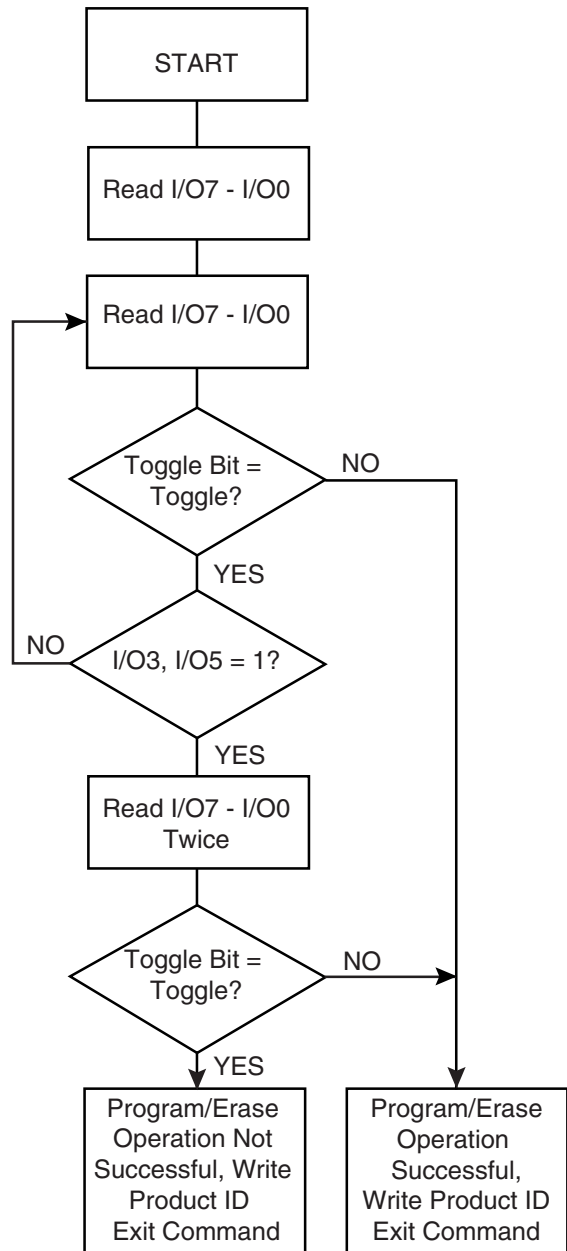 START
Read I/O7 - I/O0
Read I/O7 - I/O0
Toggle Bit =
Toggle?
NO
YES
NO
I/O3, I/O5 = 1?
YES
Read I/O7 - I/O0
Twice
Toggle Bit =
Toggle?
NO
YES
Program/Erase
Operation Not
Successful, Write
Product ID
Exit Command
Program/Erase
Operation
Successful,
Write Product ID
Exit Command